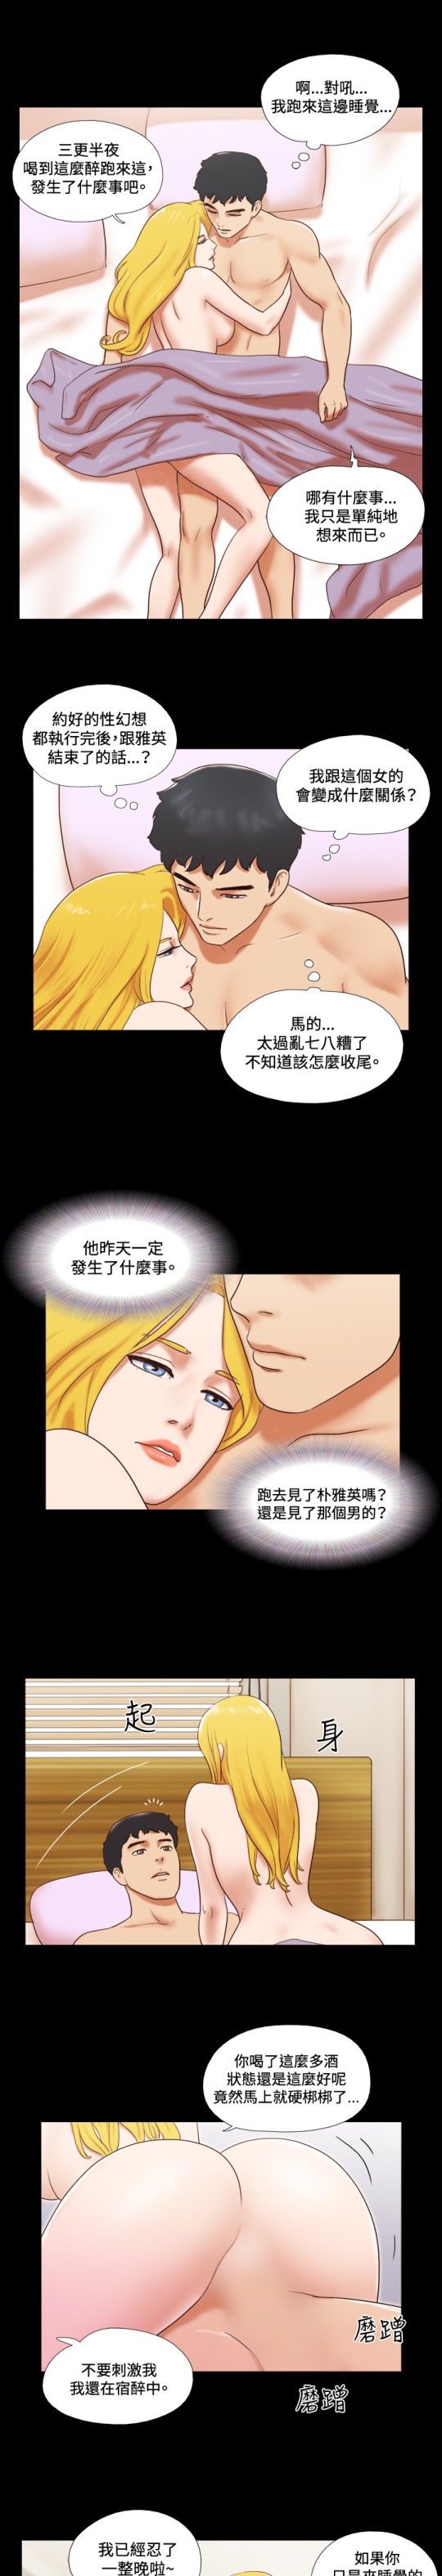 啊...對吼...
我跑來這邊睡覺...
三更半夜
喝到這麼醉跑來這,
發生了什麼事吧。
哪有什麼事...
我只是單純地
想來而已。
約好的性幻想
都執行完後,跟雅英
結束了的話...?
我跟這個女的
會變成什麼關係?
馬的...
太過亂七八糟了
不知道該怎麼收尾。
他昨天一定
發生了什麼事。
跑去見了朴雅英嗎?
還是見了那個男的?
起
身
你喝了這麼多酒
狀態還是這麼好呢
竟然馬上就硬梆梆了...
磨蹭
不要刺激我
我還在宿醉中。
磨蹭
我已經忍了
一整晚啦~
如果你
只是來睡覺的